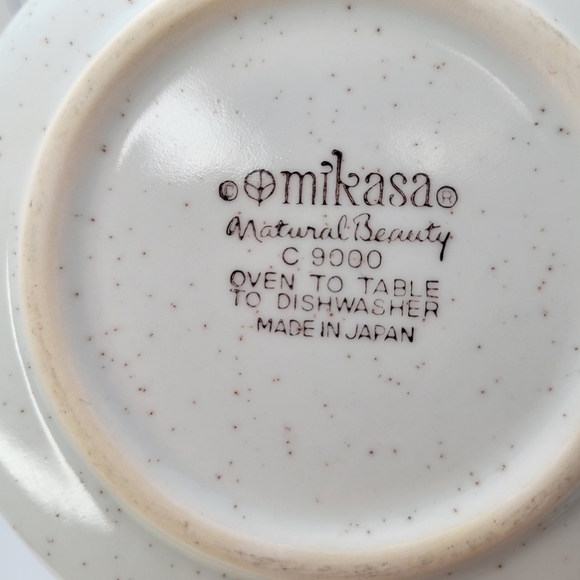 © mikasa ®
Natural Beauty
C 9000
OVEN TO TABLE
TO DISHWASHER
MADE IN JAPAN